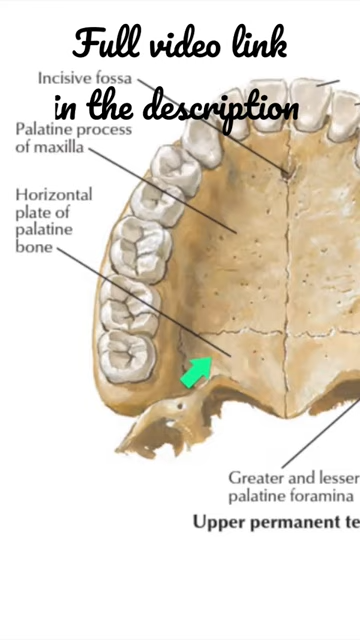 Full video link
Incisive fossa
in the description
Palatine process
of maxilla
Horizontal
plate of
palatine
bone
Greater and lesser
palatine foramina
Upper permanent te